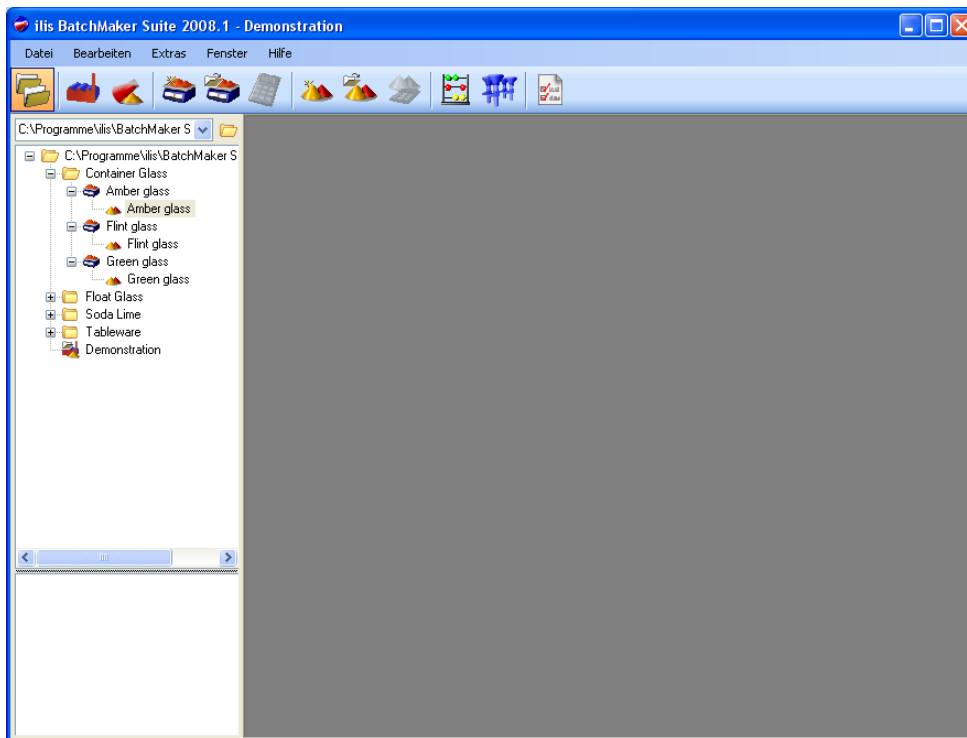 ilis BatchMaker Suite 2008.1 - Demonstration
Datei Bearbeiten Extras Fenster Hilfe
C:\Programme\ilis\BatchMaker S
C:\Programme\ilis\BatchMaker S
Container Glass
Amber glass
Amber glass
Flint glass
Flint glass
Green glass
Green glass
Float Glass
Soda Lime
Tableware
Demonstration